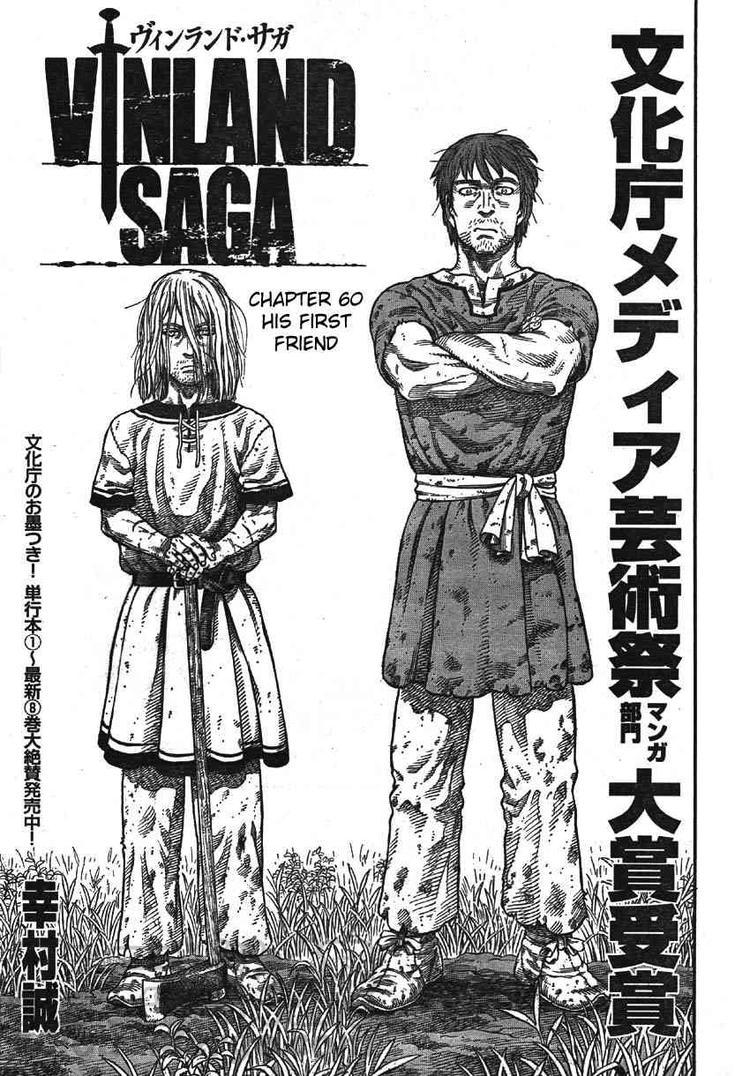 ヴィンランド・サガ
VINLAND
SAGA
CHAPTER 60
HIS FIRST
FRIEND
文化庁メディア芸術祭マンガ部門大賞受賞
文化庁のお墨つき！単行本①〜最新⑧巻大絶賛発売中！
幸村誠